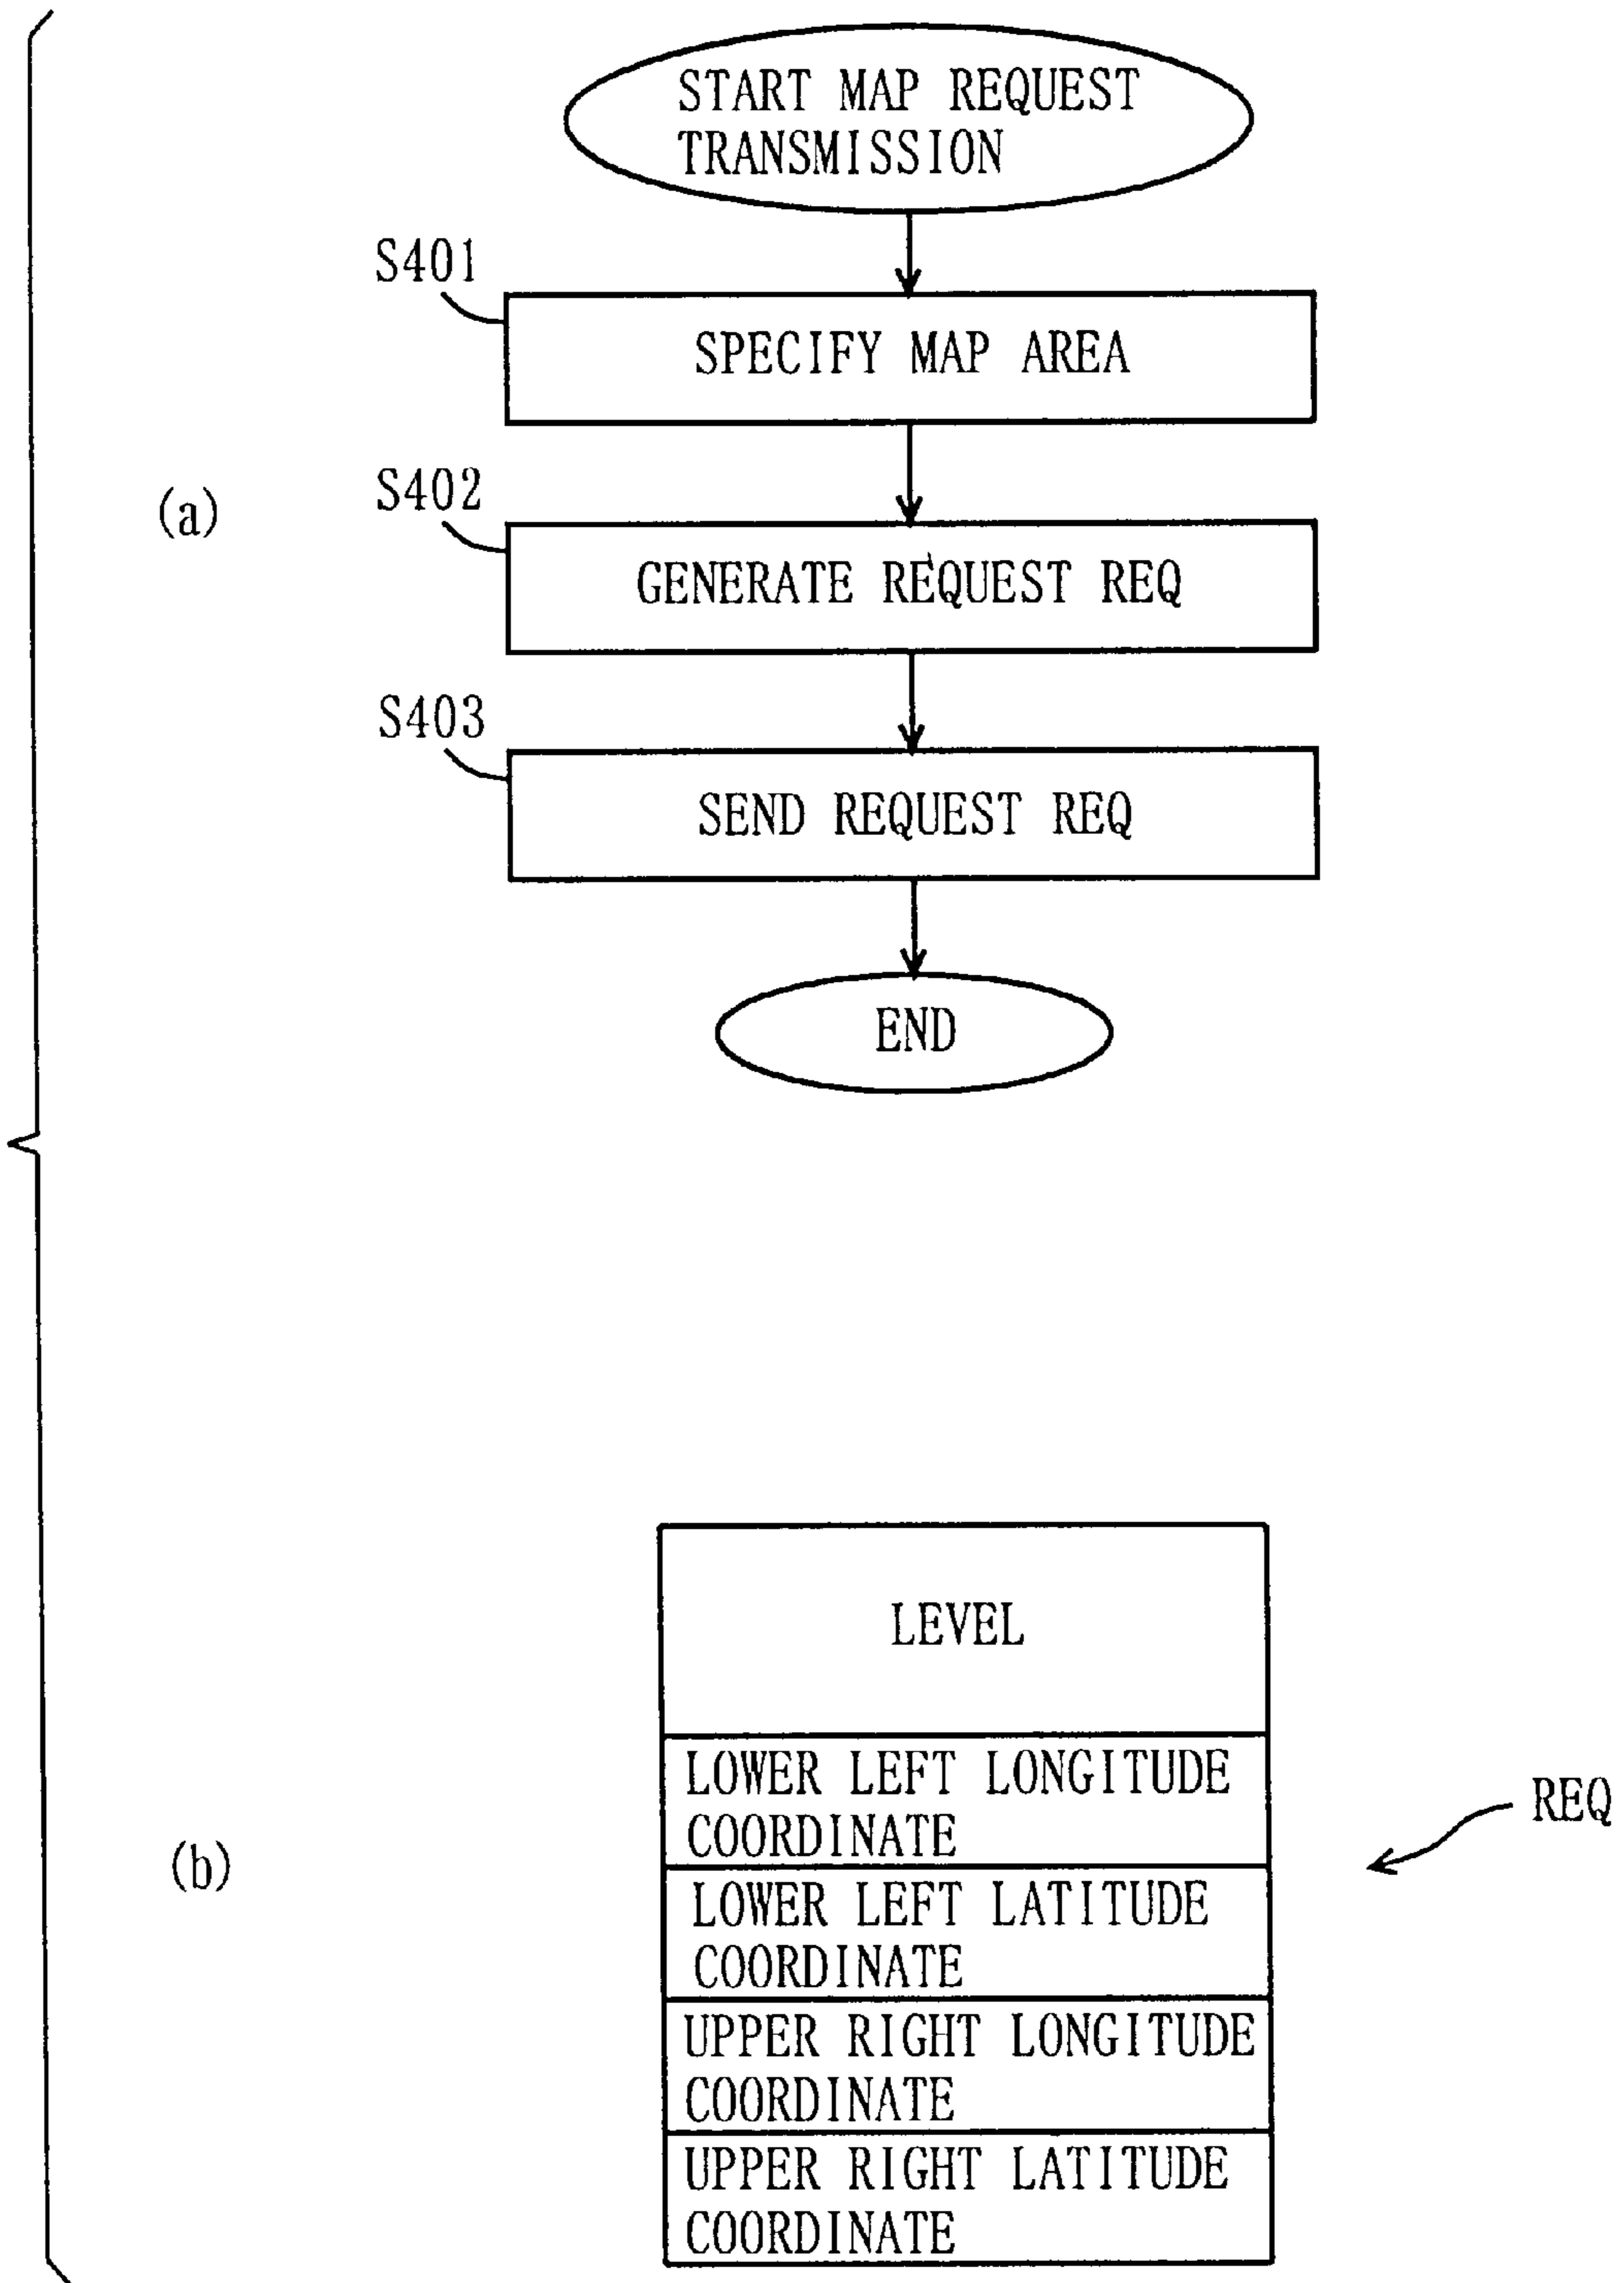 START MAP REQUEST
TRANSMISSION
S401
SPECIFY MAP AREA
(a)
S402
GENERATE REQUEST REQ
S403
SEND REQUEST REQ
END
LEVEL
LOWER LEFT LONGITUDE
COORDINATE
REQ
(b)
LOWER LEFT LATITUDE
COORDINATE
UPPER RIGHT LONGITUDE
COORDINATE
UPPER RIGHT LATITUDE
COORDINATE